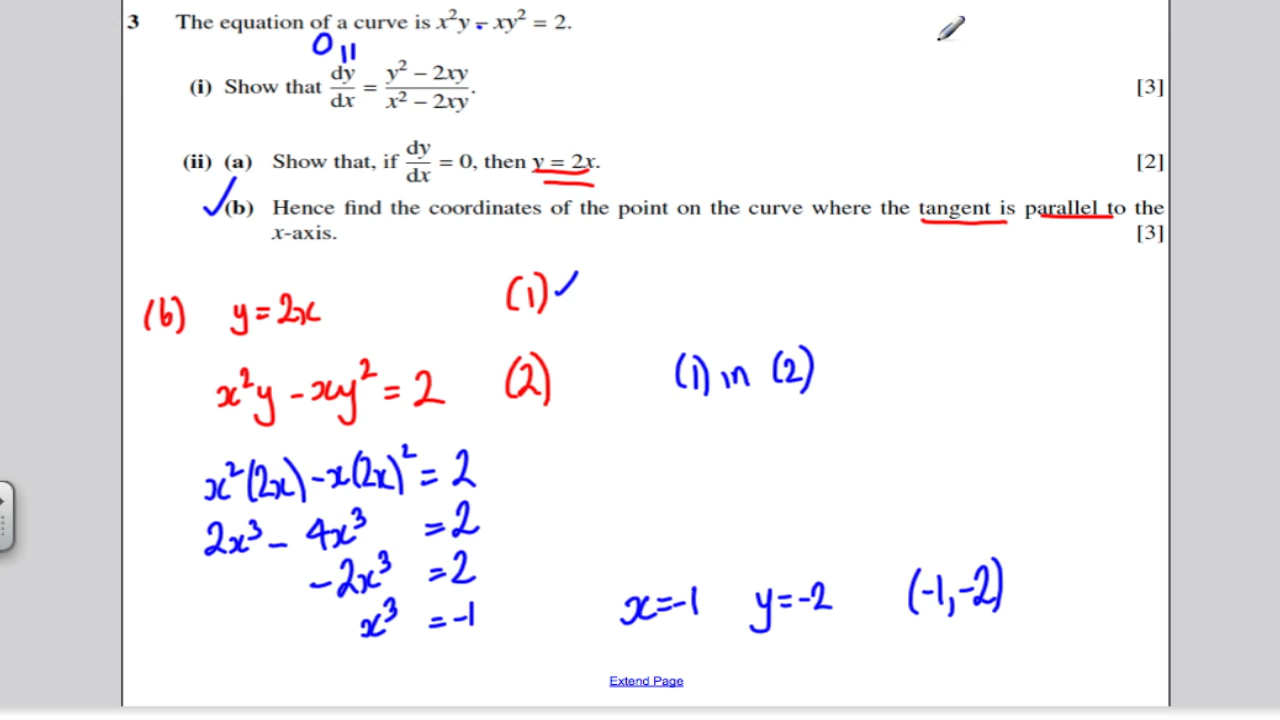 3 The equation of a curve is x²y - xy² = 2.
0 11
(i) Show that dy/dx = (y² − 2xy)/(x² − 2xy). [3]
(ii) (a) Show that, if dy/dx = 0, then y = 2x. [2]
(b) Hence find the coordinates of the point on the curve where the tangent is parallel to the
x-axis. [3]
(b) y = 2x (1)
x²y - xy² = 2 (2) (1) in (2)
x²(2x) - x(2x)² = 2
2x³ - 4x³ = 2
-2x³ = 2
x³ = -1 x=-1 y=-2 (-1,-2)
Extend Page